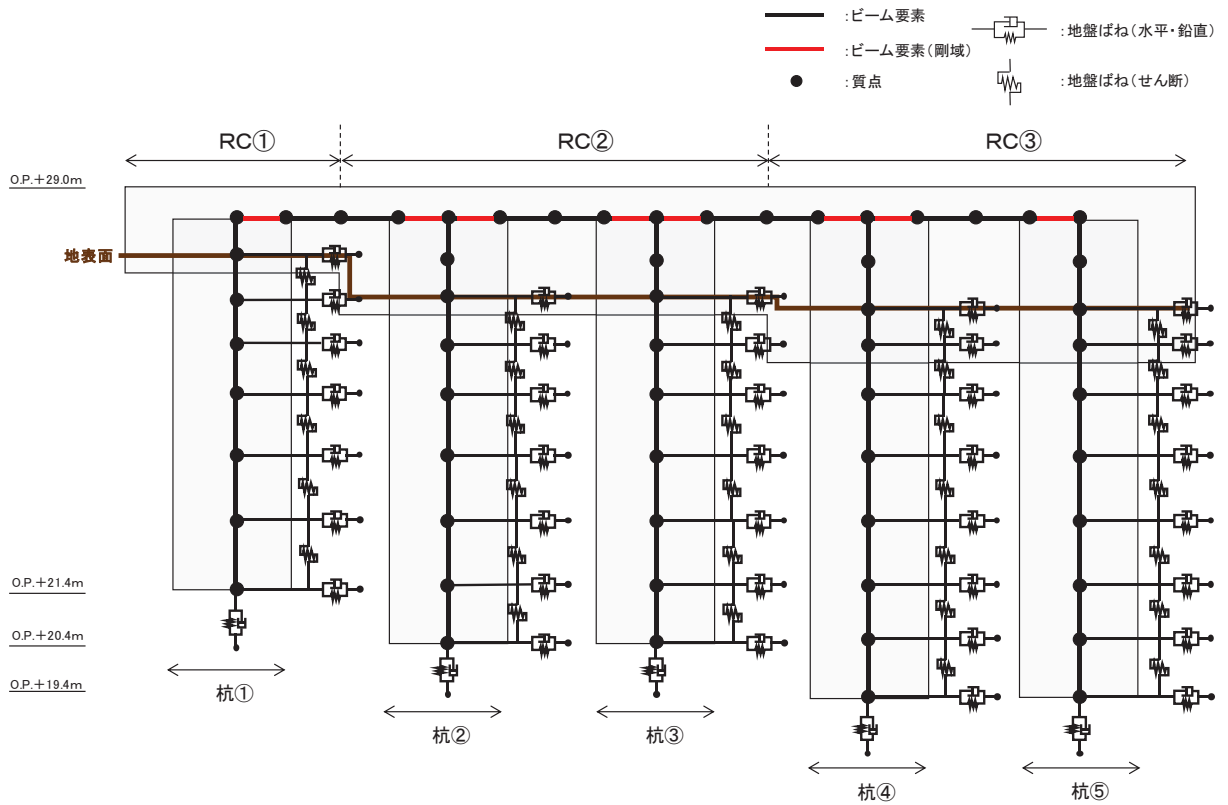 :ビーム要素
:地盤ばね(水平・鉛直)
:ビーム要素(剛域)
:質点
:地盤ばね(せん断)
RC①
RC②
RC③
O.P.+29.0m
地表面
O.P.+21.4m
O.P.+20.4m
O.P.+19.4m
杭①
杭②
杭③
杭④
杭⑤